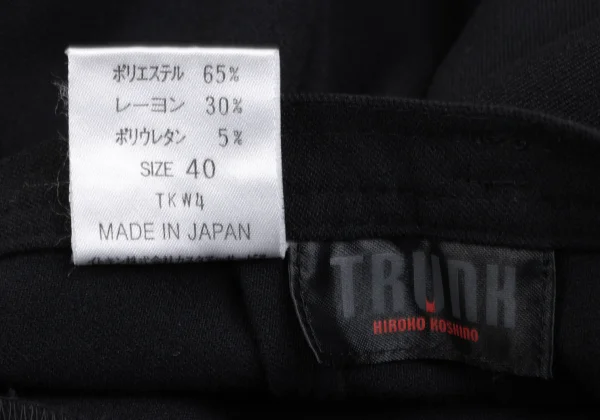 ポリエステル 65%
レーヨン 30%
ポリウレタン 5%
SIZE 40
TKW4
MADE IN JAPAN
TRUNK
HIROKO KOSHINO